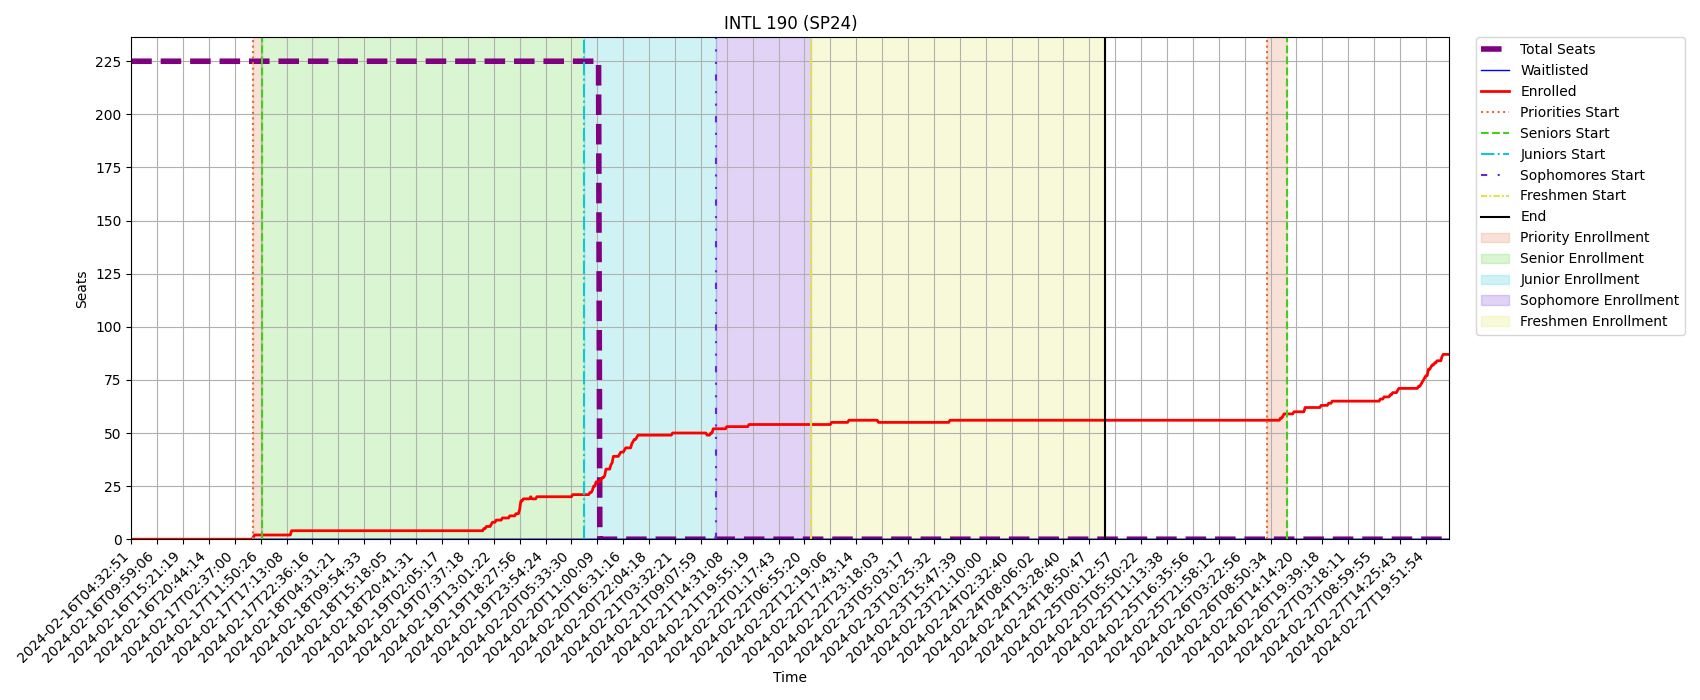 INTL 190 (SP24)
Seats
225
200
175
150
125
100
75
50
25
0
2024-02-16T04:32:51
2024-02-16T09:59:06
2024-02-16T15:21:19
2024-02-16T20:44:14
2024-02-17T02:37:00
2024-02-17T11:50:26
2024-02-17T17:13:08
2024-02-17T22:36:16
2024-02-18T04:31:21
2024-02-18T09:54:33
2024-02-18T15:18:05
2024-02-18T20:41:31
2024-02-19T02:05:17
2024-02-19T07:37:18
2024-02-19T13:01:22
2024-02-19T18:27:56
2024-02-19T23:54:24
2024-02-20T05:33:30
2024-02-20T11:00:09
2024-02-20T16:31:16
2024-02-20T22:04:18
2024-02-21T03:32:21
2024-02-21T09:07:59
2024-02-21T14:31:08
2024-02-21T19:55:19
2024-02-22T01:17:43
2024-02-22T06:55:20
2024-02-22T12:19:06
2024-02-22T17:43:14
2024-02-22T23:18:03
2024-02-23T05:03:17
2024-02-23T10:25:32
2024-02-23T15:47:39
2024-02-23T21:10:00
2024-02-24T02:32:40
2024-02-24T08:06:02
2024-02-24T13:28:40
2024-02-24T18:50:47
2024-02-25T00:12:57
2024-02-25T05:50:22
2024-02-25T11:13:38
2024-02-25T16:35:56
2024-02-25T21:58:12
2024-02-26T03:22:56
2024-02-26T08:50:34
2024-02-26T14:14:20
2024-02-26T19:39:18
2024-02-27T03:18:11
2024-02-27T08:59:55
2024-02-27T14:25:43
2024-02-27T19:51:54
Time
Total Seats
Waitlisted
Enrolled
Priorities Start
Seniors Start
Juniors Start
Sophomores Start
Freshmen Start
End
Priority Enrollment
Senior Enrollment
Junior Enrollment
Sophomore Enrollment
Freshmen Enrollment